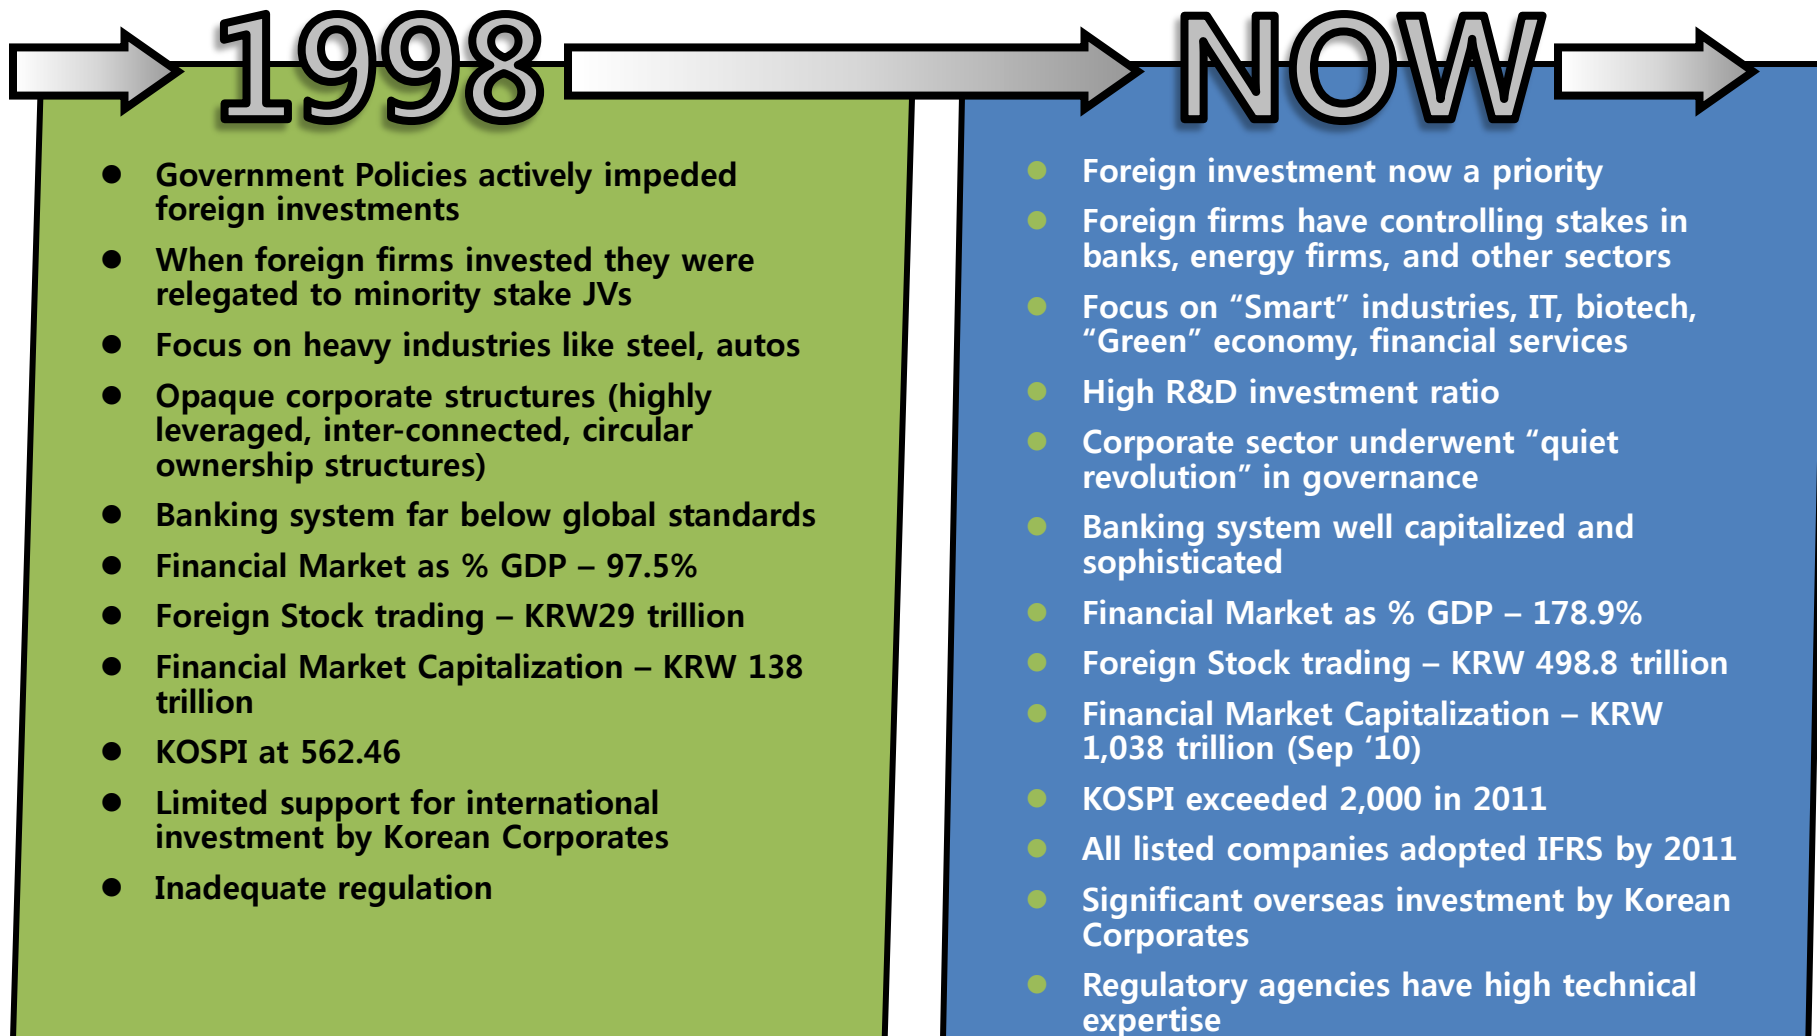 1998
● Government Policies actively impeded
foreign investments
● When foreign firms invested they were
relegated to minority stake JVs
● Focus on heavy industries like steel, autos
● Opaque corporate structures (highly
leveraged, inter-connected, circular
ownership structures)
● Banking system far below global standards
● Financial Market as % GDP – 97.5%
● Foreign Stock trading – KRW29 trillion
● Financial Market Capitalization – KRW 138
trillion
● KOSPI at 562.46
● Limited support for international
investment by Korean Corporates
● Inadequate regulation
NOW
● Foreign investment now a priority
● Foreign firms have controlling stakes in
banks, energy firms, and other sectors
● Focus on “Smart” industries, IT, biotech,
“Green” economy, financial services
● High R&D investment ratio
● Corporate sector underwent “quiet
revolution” in governance
● Banking system well capitalized and
sophisticated
● Financial Market as % GDP – 178.9%
● Foreign Stock trading – KRW 498.8 trillion
● Financial Market Capitalization – KRW
1,038 trillion (Sep ‘10)
● KOSPI exceeded 2,000 in 2011
● All listed companies adopted IFRS by 2011
● Significant overseas investment by Korean
Corporates
● Regulatory agencies have high technical
expertise